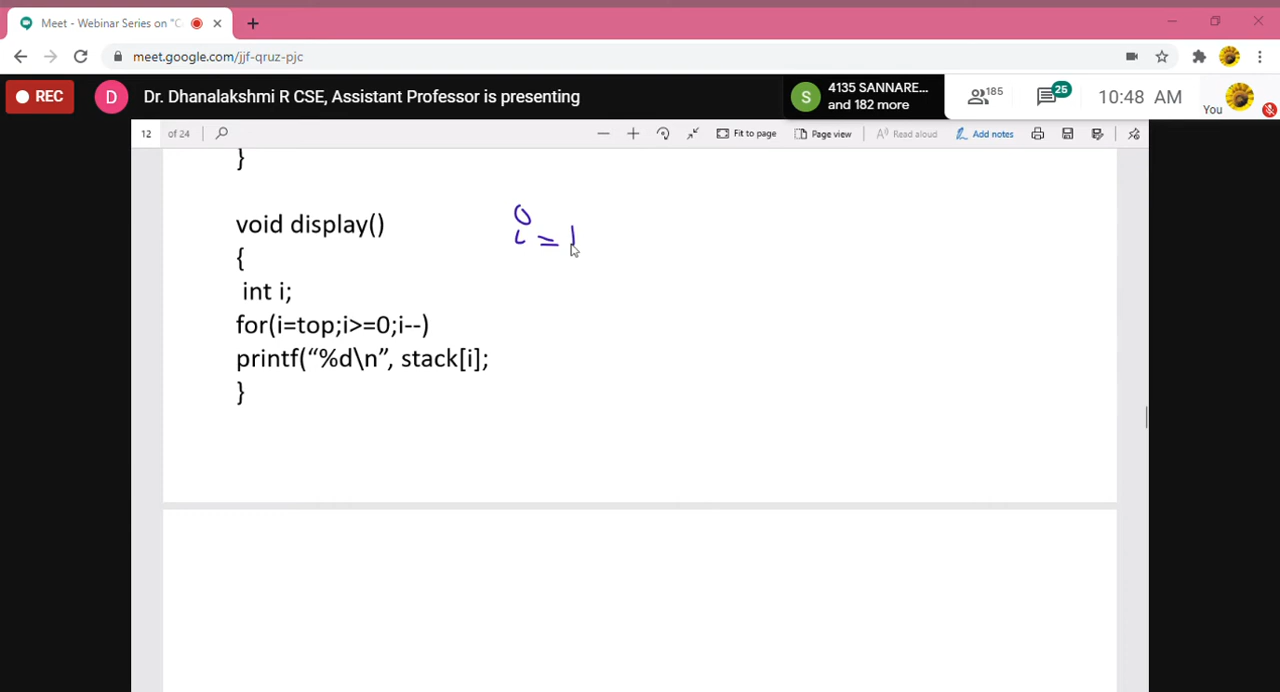 Meet - Webinar Series on "C
meet.google.com/jjf-qruz-pjc
REC
D
Dr. Dhanalakshmi R CSE, Assistant Professor is presenting
S
4135 SANNARE...
and 182 more
185
25
10:48 AM
You
12 of 24
Fit to page
Page view
Read aloud
Add notes
}
void display()
{
int i;
for(i=top;i>=0;i--)
printf(“%d\n”, stack[i];
}
0
i = 1